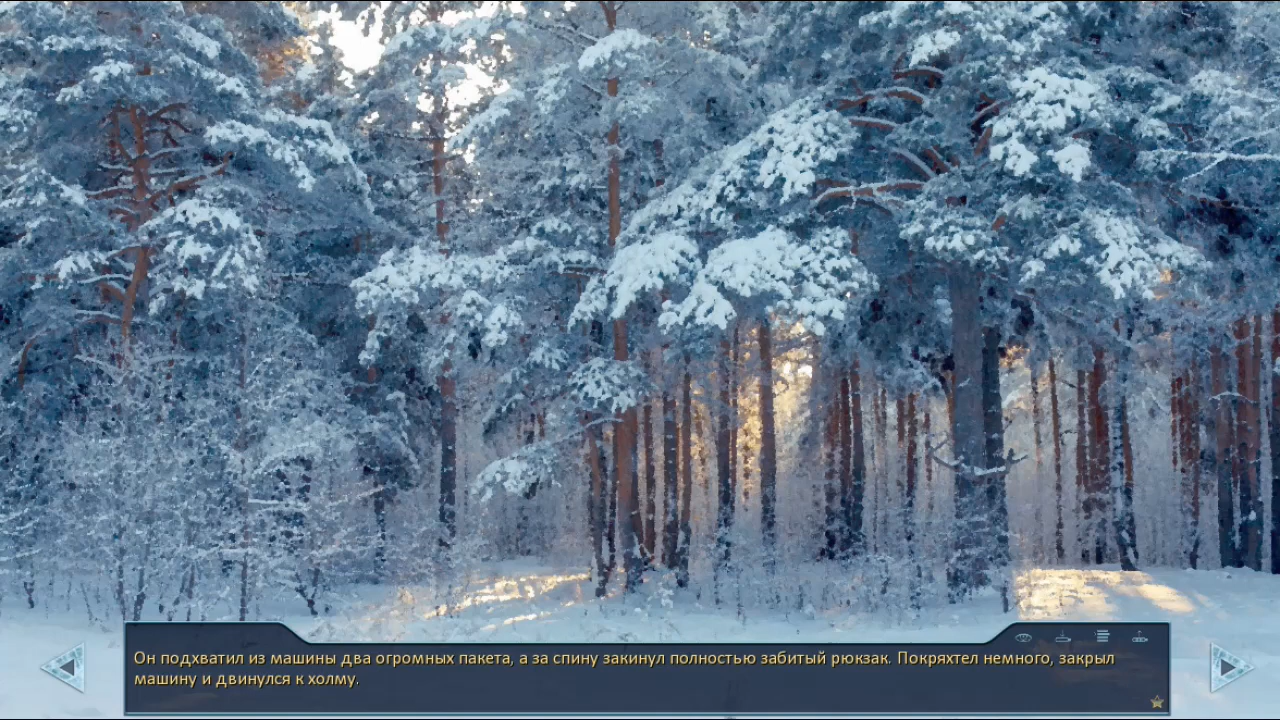 Он подхватил из машины два огромных пакета, а за спину закинул полностью забитый рюкзак. Покряхтел немного, закрыл
машину и двинулся к холму.